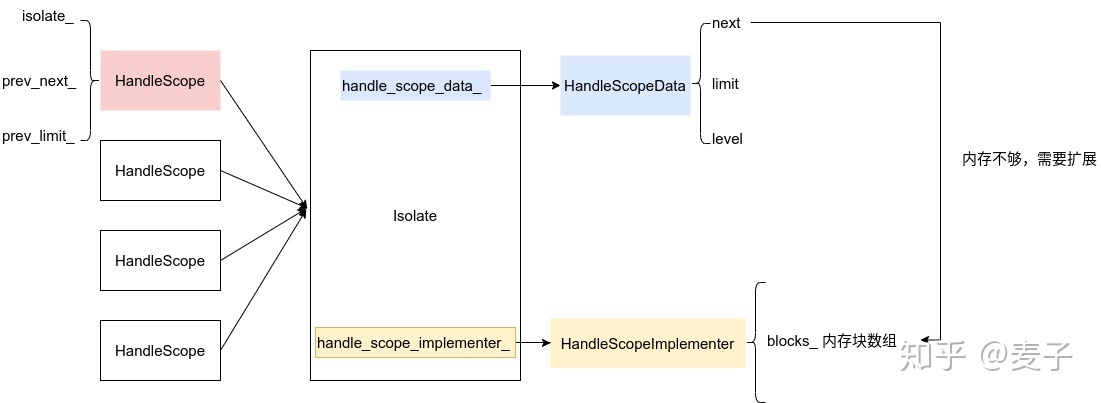 isolate_
prev_next_
prev_limit_
HandleScope
HandleScope
HandleScope
HandleScope
handle_scope_data_
Isolate
handle_scope_implementer_
HandleScopeData
next
limit
level
内存不够，需要扩展
HandleScopeImplementer
blocks_ 内存块数组
知乎 @麦子